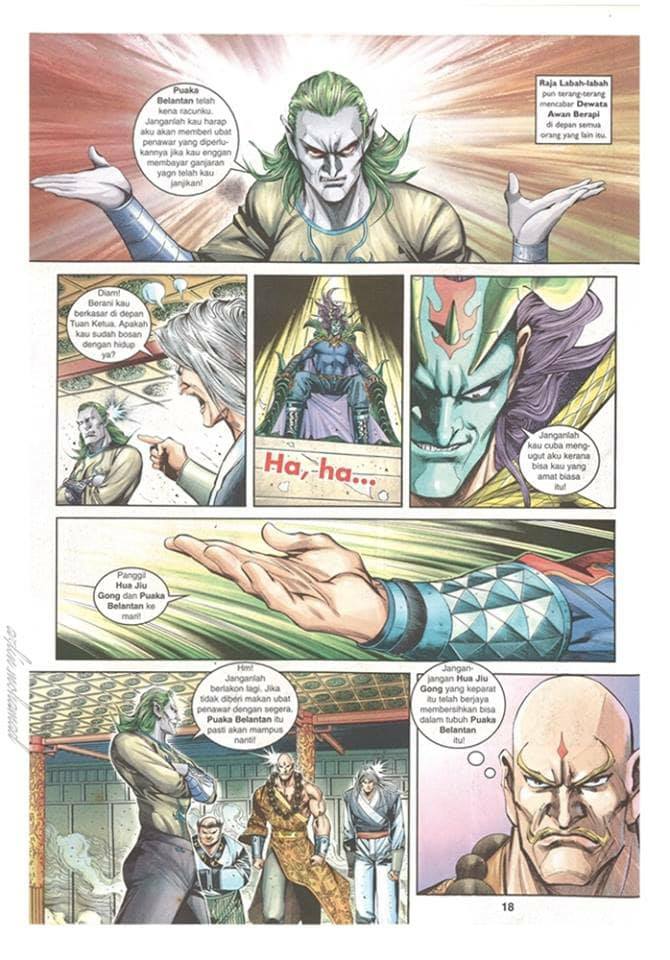 Puaka
Belantan telah
kena racunku.
Janganlah kau harap
aku akan memberi ubat
penawar yang diperlu-
kannya jika kau enggan
membayar ganjaran
yagn telah kau
janjikan!
Raja Labah-labah
pun terang-terang
mencabar Dewata
Awan Berapi
di depan semua
orang yang lain itu.
Diam!
Berani kau
berkasar di depan
Tuan Ketua. Apakah
kau sudah bosan
dengan hidup
ya?
Ha, ha...
Janganlah
kau cuba meng-
ugut aku kerana
bisa kau yang
amat biasa
itu!
Panggil
Hua Jiu
Gong dan Puaka
Belantan ke
mari!
Hm!
Janganlah
berlakon lagi. Jika
tidak diberi makan ubat
penawar dengan segera.
Puaka Belantan itu
pasti akan mampus
nanti!
Jangan-
jangan Hua Jiu
Gong yang keparat
itu telah berjaya
membersihkan bisa
dalam tubuh Puaka
Belantan
itu!
18